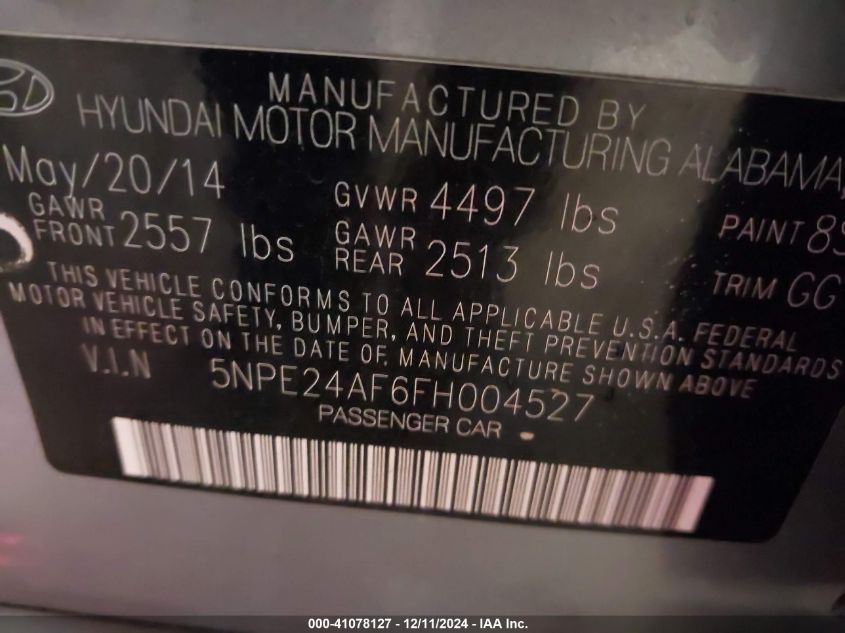 MANUFACTURED BY
HYUNDAI MOTOR MANUFACTURING ALABAMA,
May/20/14 GVWR 4497 lbs PAINT
GAWR FRONT 2557 lbs GAWR REAR 2513 lbs TRIM GG
THIS VEHICLE CONFORMS TO ALL APPLICABLE U.S.A. FEDERAL
MOTOR VEHICLE SAFETY, BUMPER, AND THEFT PREVENTION STANDARDS
IN EFFECT ON THE DATE OF MANUFACTURE SHOWN ABOVE
V.I.N 5NPE24AF6FH004527
PASSENGER CAR
000-41078127 - 12/11/2024 - IAA Inc.